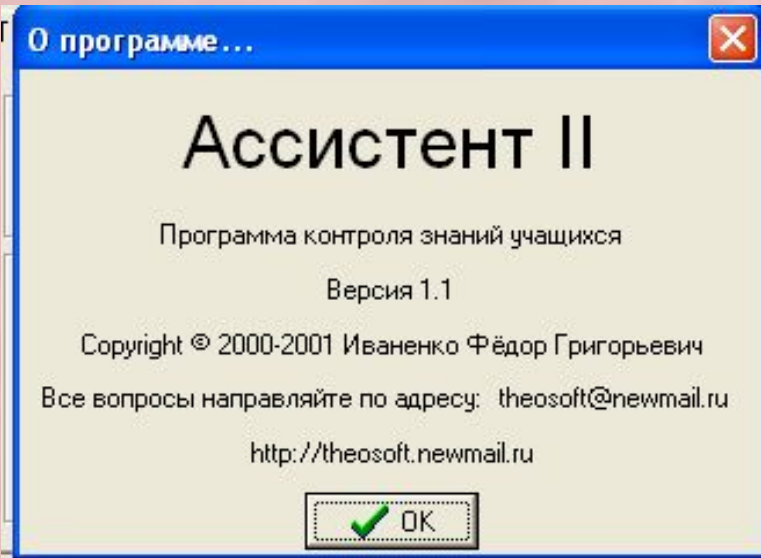 О программе...
Ассистент II
Программа контроля знаний учащихся
Версия 1.1
Copyright © 2000-2001 Иваненко Фёдор Григорьевич
Все вопросы направляйте по адресу: theosoft@newmail.ru
http://theosoft.newmail.ru
OK